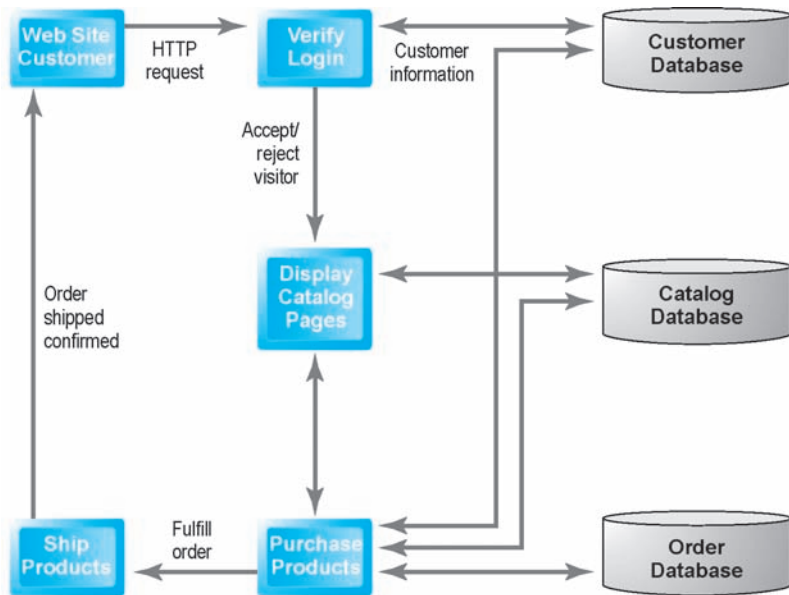 Web Site
Customer
HTTP
request
Verify
Login
Customer
information
Customer
Database
Accept/
reject
visitor
Display
Catalog
Pages
Catalog
Database
Order
shipped
confirmed
Ship
Products
Fulfill
order
Purchase
Products
Order
Database